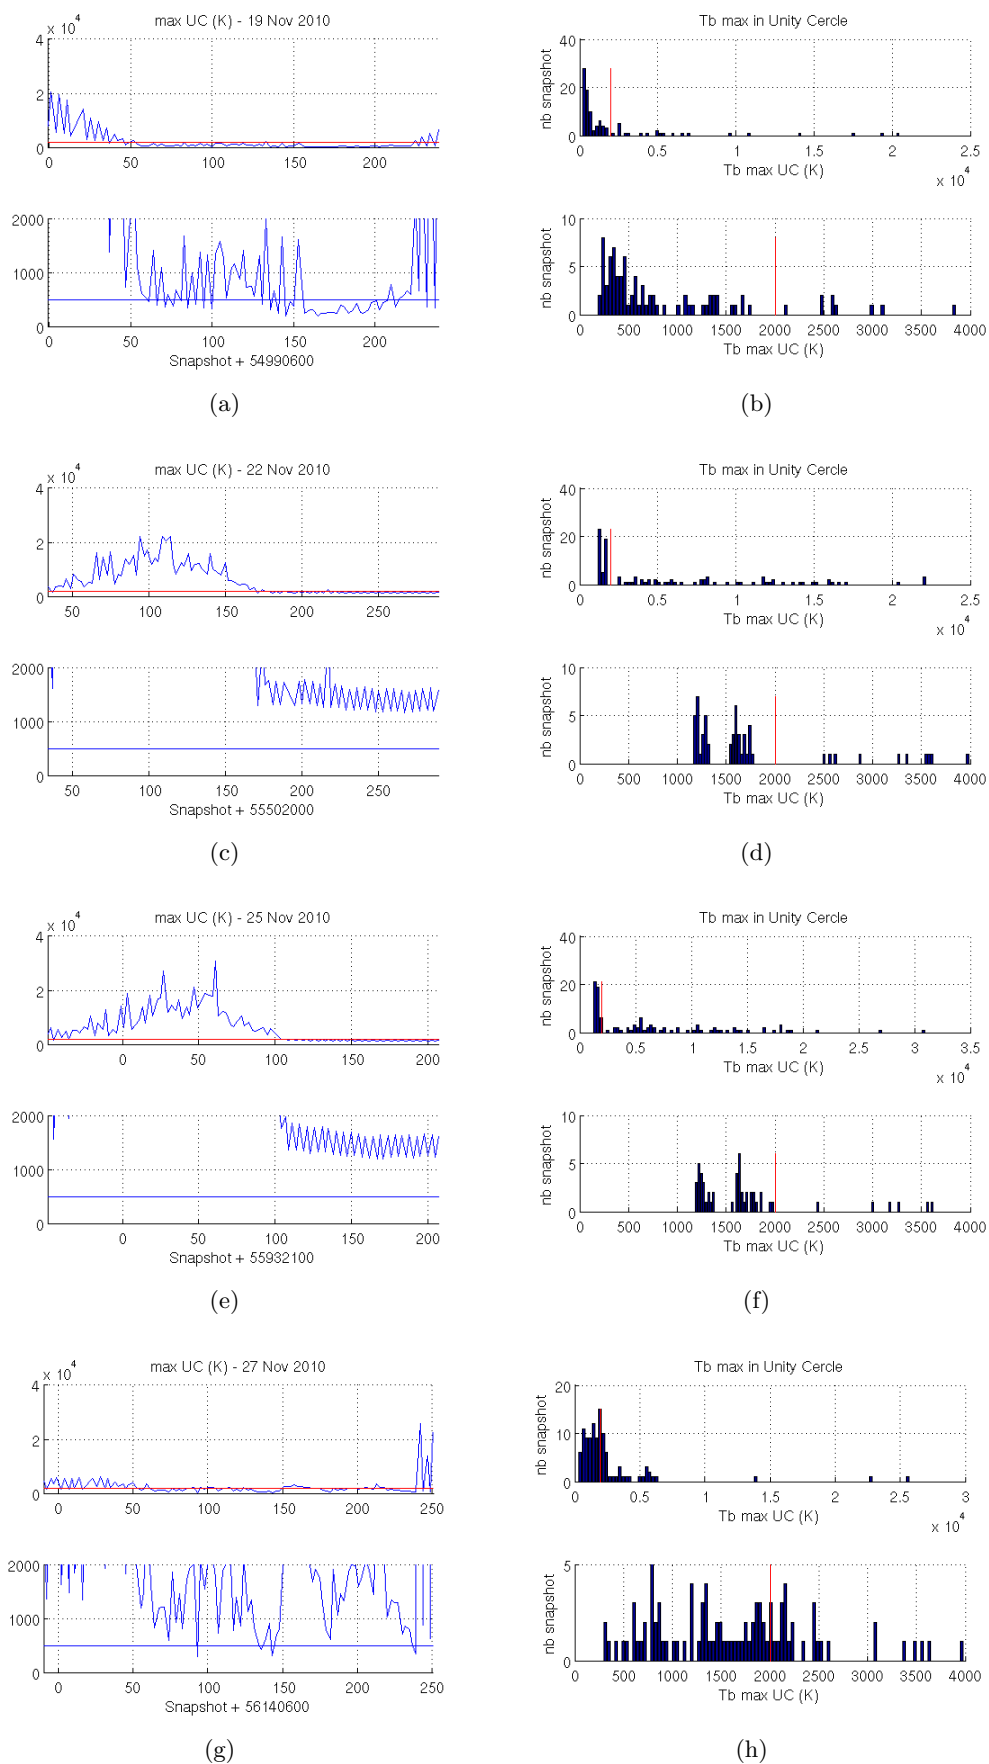 max UC (K) - 19 Nov 2010
x 10^4
4
2
0
0 50 100 150 200
2000
1000
0
0 50 100 150 200
Snapshot + 54990600
(a)
Tb max in Unity Cercle
nb snapshot
40
20
0
0 0.5 1 1.5 2 2.5
Tb max UC (K)
x 10^4
nb snapshot
10
5
0
500 1000 1500 2000 2500 3000 3500 4000
Tb max UC (K)
(b)
max UC (K) - 22 Nov 2010
x 10^4
4
2
0
50 100 150 200 250
2000
1000
0
50 100 150 200 250
Snapshot + 55502000
(c)
Tb max in Unity Cercle
nb snapshot
40
20
0
0 0.5 1 1.5 2 2.5
Tb max UC (K)
x 10^4
nb snapshot
10
5
0
500 1000 1500 2000 2500 3000 3500 4000
Tb max UC (K)
(d)
max UC (K) - 25 Nov 2010
x 10^4
4
2
0
0 50 100 150 200
2000
1000
0
0 50 100 150 200
Snapshot + 55932100
(e)
Tb max in Unity Cercle
nb snapshot
40
20
0
0 0.5 1 1.5 2 2.5 3 3.5
Tb max UC (K)
x 10^4
nb snapshot
10
5
0
500 1000 1500 2000 2500 3000 3500 4000
Tb max UC (K)
(f)
max UC (K) - 27 Nov 2010
x 10^4
4
2
0
0 50 100 150 200 250
2000
1000
0
0 50 100 150 200 250
Snapshot + 56140600
(g)
Tb max in Unity Cercle
nb snapshot
20
10
0
0 0.5 1 1.5 2 2.5 3
Tb max UC (K)
x 10^4
nb snapshot
5
0
0 500 1000 1500 2000 2500 3000 3500 4000
Tb max UC (K)
(h)